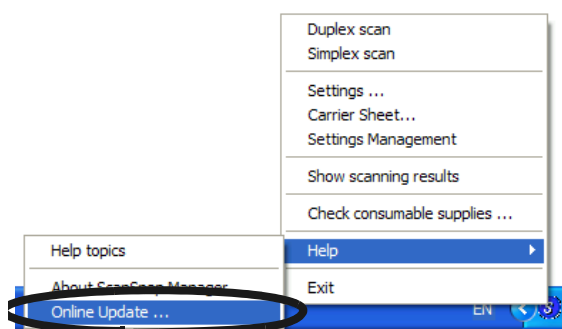 Duplex scan
Simplex scan
Settings ...
Carrier Sheet...
Settings Management
Show scanning results
Check consumable supplies ...
Help
Exit
Help topics
About ScanSnap Manager
Online Update ...
EN
S